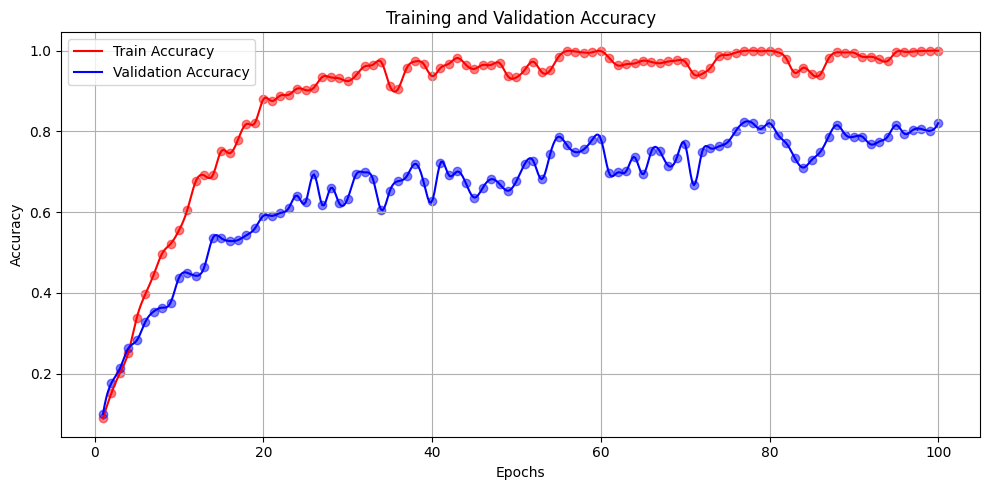 Training and Validation Accuracy
Train Accuracy
Validation Accuracy
Accuracy
1.0
0.8
0.6
0.4
0.2
0
20
40
60
80
100
Epochs